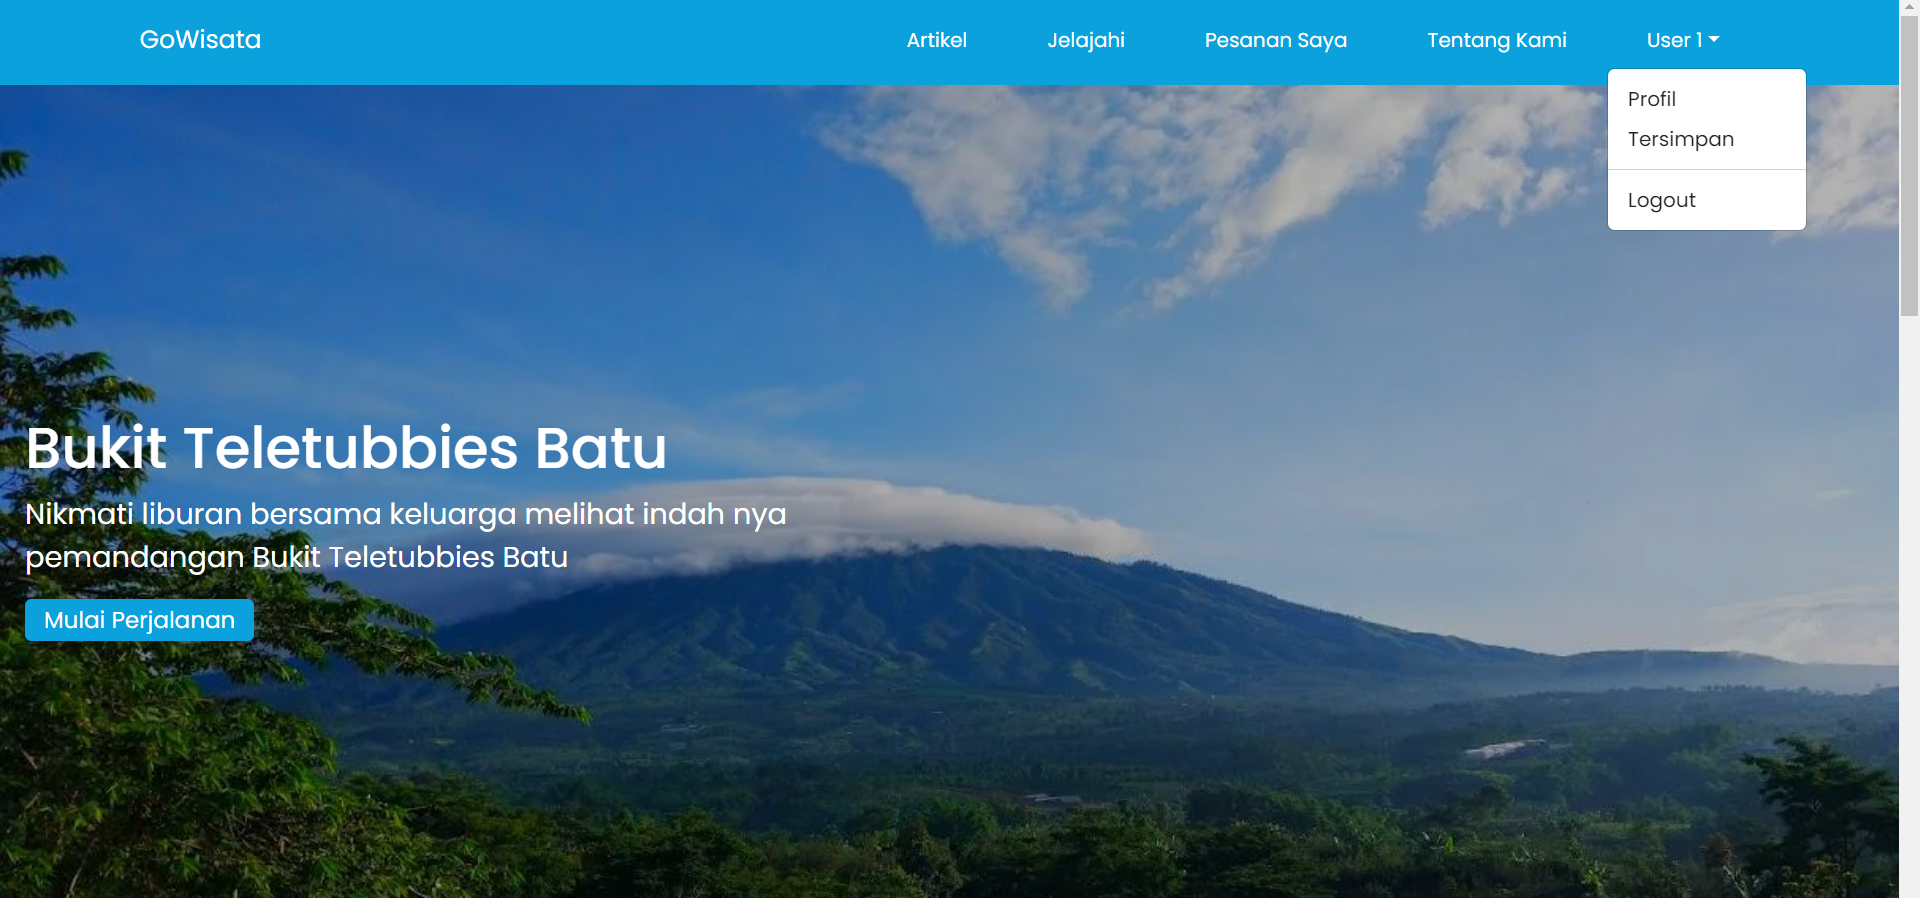 GoWisata
Artikel
Jelajahi
Pesanan Saya
Tentang Kami
User 1
Profil
Tersimpan
Logout
Bukit Teletubbies Batu
Nikmati liburan bersama keluarga melihat indah nya
pemandangan Bukit Teletubbies Batu
Mulai Perjalanan